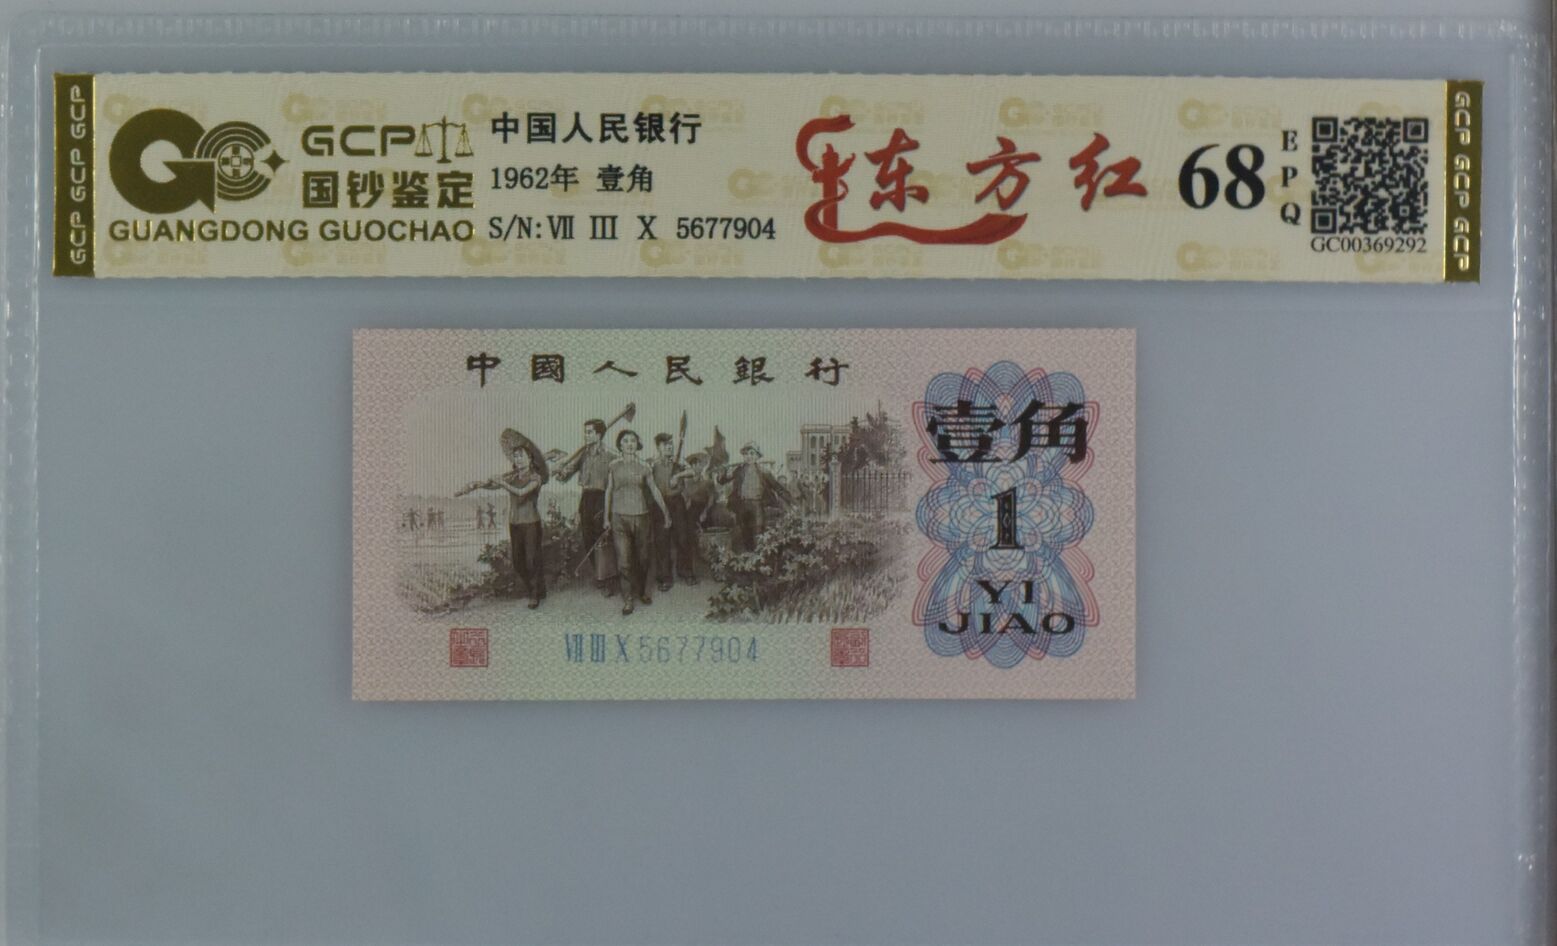 GCP GCP GCP
GCP
国钞鉴定
GUANGDONG GUOCHAO
中国人民银行
1962年 壹角
S/N: Ⅶ Ⅲ Ⅹ 5677904
东方红
68
EPQ
GC00369292
GCP GCP GCP
中國人民銀行
壹角
1
YI
JIAO
Ⅶ Ⅲ Ⅹ 5677904